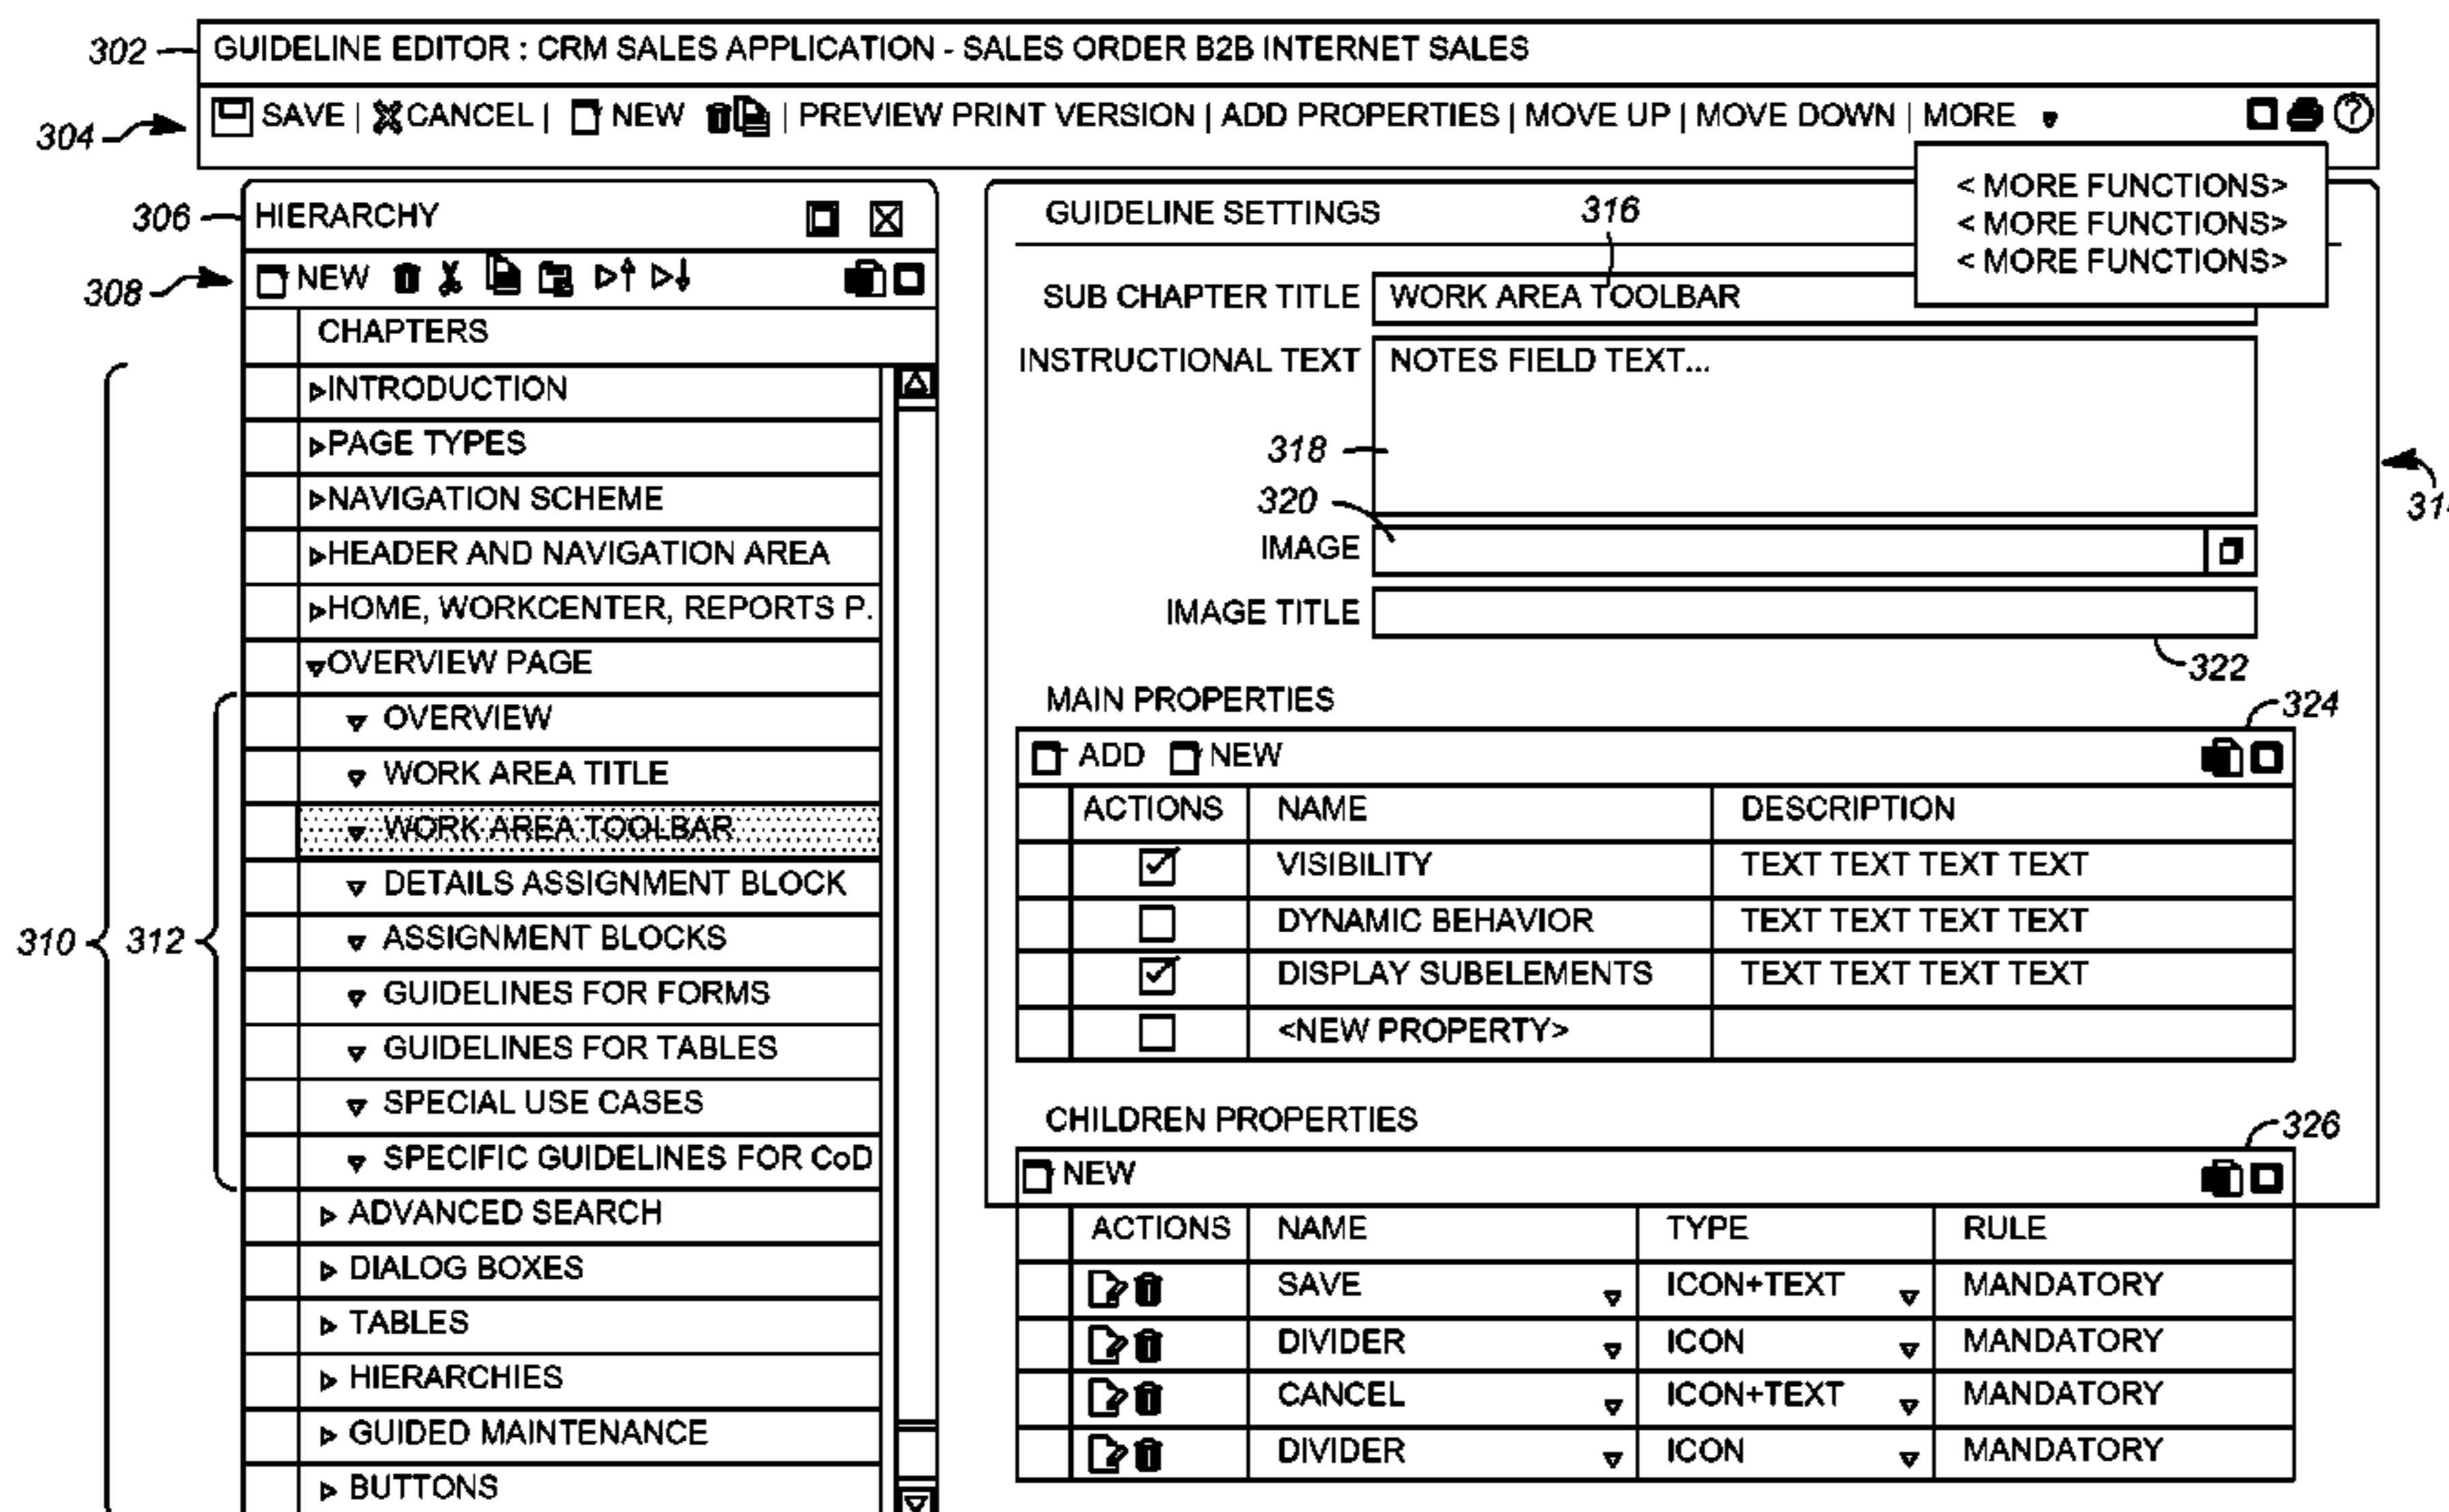 302
GUIDELINE EDITOR : CRM SALES APPLICATION - SALES ORDER B2B INTERNET SALES
304
SAVE | CANCEL | NEW | PREVIEW PRINT VERSION | ADD PROPERTIES | MOVE UP | MOVE DOWN | MORE
< MORE FUNCTIONS>
< MORE FUNCTIONS>
< MORE FUNCTIONS>
306
HIERARCHY
308
NEW
CHAPTERS
310
INTRODUCTION
PAGE TYPES
NAVIGATION SCHEME
HEADER AND NAVIGATION AREA
HOME, WORKCENTER, REPORTS P.
OVERVIEW PAGE
312
OVERVIEW
WORK AREA TITLE
WORK AREA TOOLBAR
DETAILS ASSIGNMENT BLOCK
ASSIGNMENT BLOCKS
GUIDELINES FOR FORMS
GUIDELINES FOR TABLES
SPECIAL USE CASES
SPECIFIC GUIDELINES FOR CoD
ADVANCED SEARCH
DIALOG BOXES
TABLES
HIERARCHIES
GUIDED MAINTENANCE
BUTTONS
GUIDELINE SETTINGS
316
SUB CHAPTER TITLE WORK AREA TOOLBAR
INSTRUCTIONAL TEXT NOTES FIELD TEXT...
318
320
IMAGE
IMAGE TITLE
322
MAIN PROPERTIES
324
ADD NEW
ACTIONS NAME DESCRIPTION
VISIBILITY TEXT TEXT TEXT TEXT
DYNAMIC BEHAVIOR TEXT TEXT TEXT TEXT
DISPLAY SUBELEMENTS TEXT TEXT TEXT TEXT
<NEW PROPERTY>
CHILDREN PROPERTIES
326
NEW
ACTIONS NAME TYPE RULE
SAVE ICON+TEXT MANDATORY
DIVIDER ICON MANDATORY
CANCEL ICON+TEXT MANDATORY
DIVIDER ICON MANDATORY